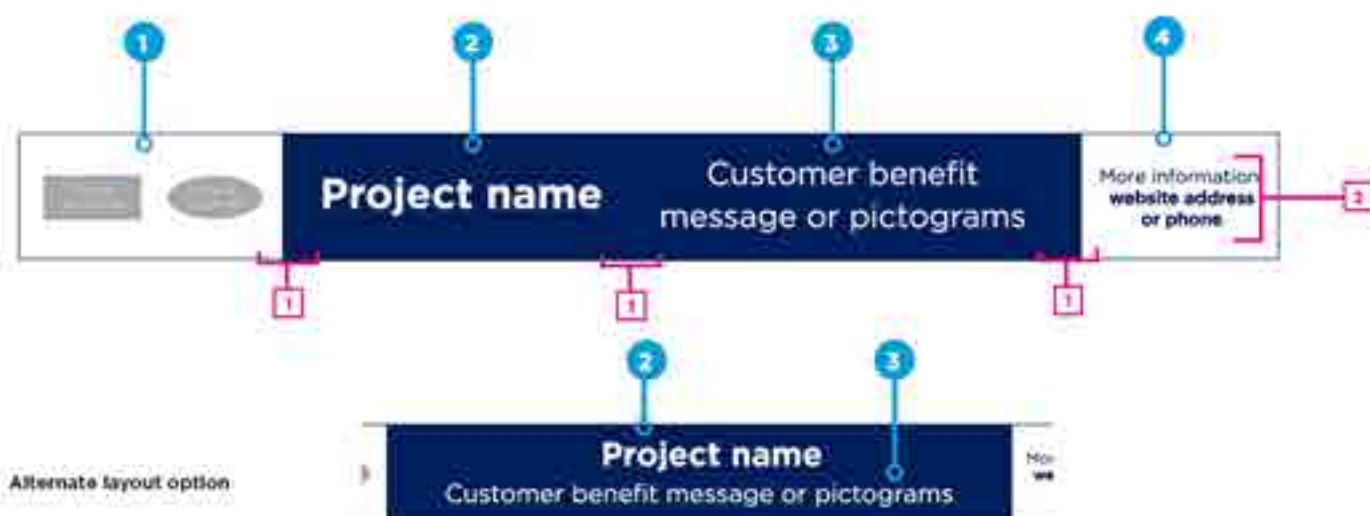 1
2
3
4
Project name
Customer benefit
message or pictograms
More information
website address
or phone
2
1
1
1
2
3
Alternate layout option
Project name
Customer benefit message or pictograms